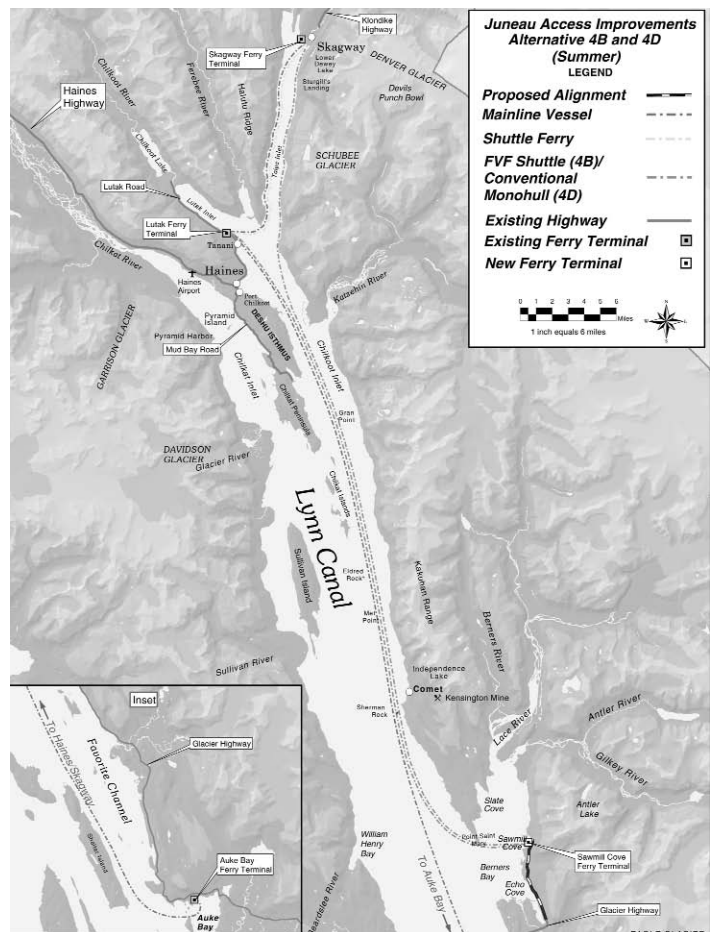 Juneau Access Improvements
Alternative 4B and 4D
(Summer)
LEGEND
Proposed Alignment
Mainline Vessel
Shuttle Ferry
FVF Shuttle (4B)/
Conventional
Monohull (4D)
Existing Highway
Existing Ferry Terminal
New Ferry Terminal
0 1 2 3 4 5 6
Miles
1 inch equals 6 miles
N
S
E
W
Klondike
Highway
Skagway Ferry
Terminal
Skagway
Lower
Dewey
Lake
Sturgill's
Landing
DENVER GLACIER
Devils
Punch Bowl
Haines
Highway
Chilkoot River
Ferebee River
Halutu Ridge
Taiya Inlet
SCHUBEE
GLACIER
Chilkoot Lake
Lutak Road
Lutak Inlet
Lutak Ferry
Terminal
Tanani
Chilkat River
Haines
Haines
Airport
Port
Chilkoot
Katzehin River
GARRISON GLACIER
Pyramid
Island
Pyramid Harbor
Mud Bay Road
DESHU ISTHMUS
Chilkoot Inlet
Chilkat Inlet
Chilkat Peninsula
Gran
Point
DAVIDSON
GLACIER
Glacier River
Lynn Canal
Chilkat Islands
Sullivan Island
Eldred
Rock
Kakuhan Range
Met
Point
Berners River
Sullivan River
Independence
Lake
Comet
Kensington Mine
Sherman
Rock
Lace River
Antler River
Gilkey River
Slate
Cove
Antler
Lake
William
Henry
Bay
Point Saint
Mary
Sawmill
Cove
Sawmill Cove
Ferry Terminal
Berners
Bay
Echo
Cove
To Auke Bay
Glacier Highway
eardslee River
EAGLE GLACIER
Inset
Glacier Highway
To Haines/Skagway
Favorite Channel
Shelter Island
Auke Bay
Ferry Terminal
Auke
Bay